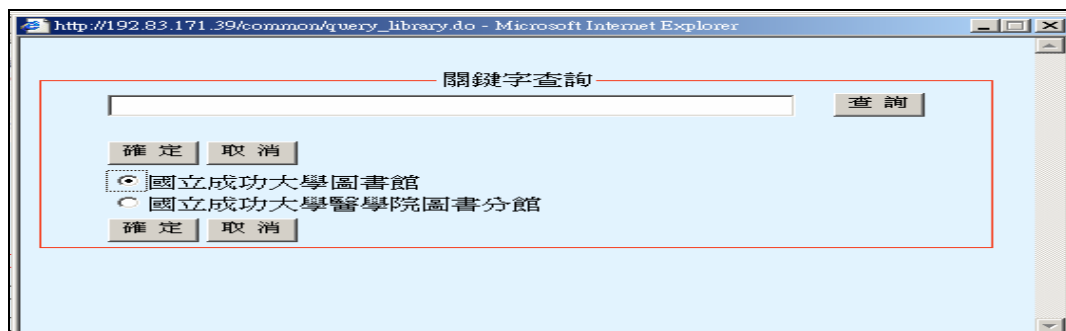 http://192.83.171.39/common/query_library.do - Microsoft Internet Explorer
關鍵字查詢
查 詢
確 定 取 消
國立成功大學圖書館
國立成功大學醫學院圖書分館
確 定 取 消